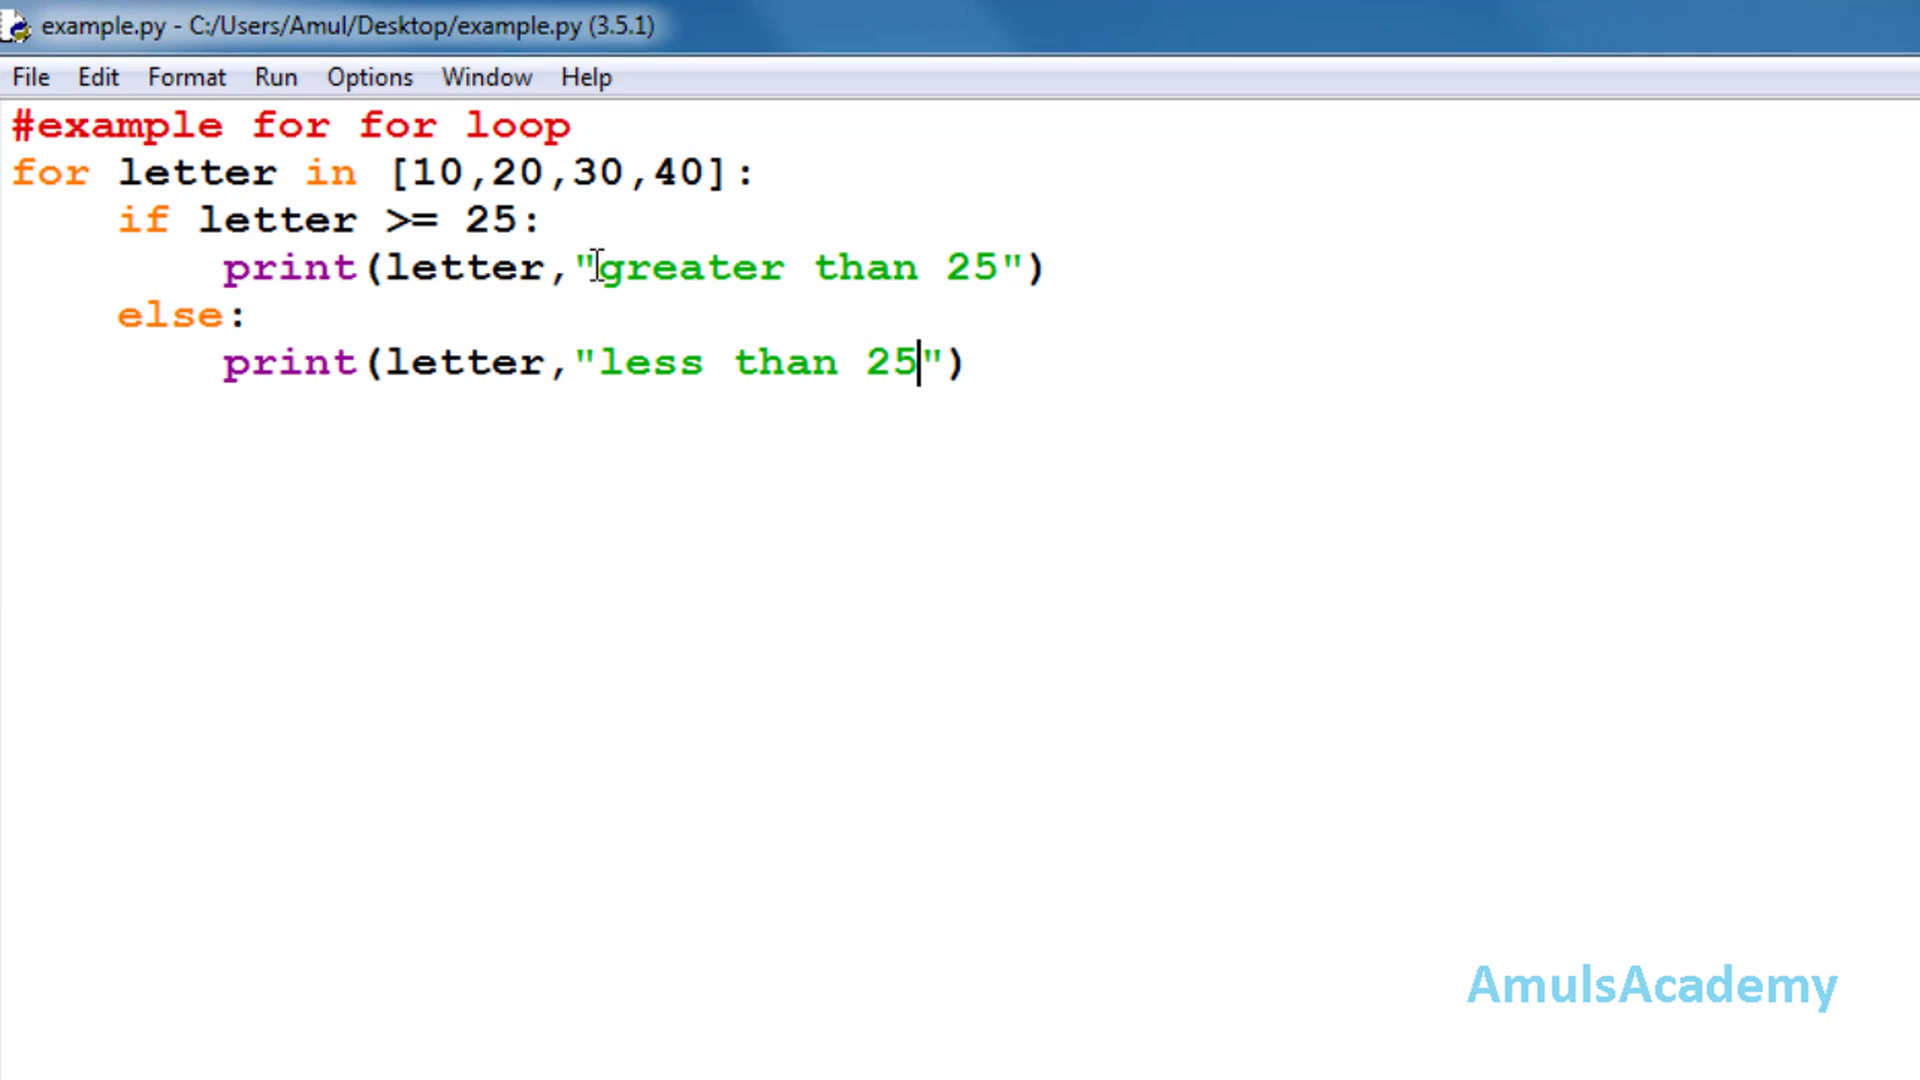 example.py - C:/Users/Amul/Desktop/example.py (3.5.1)
File Edit Format Run Options Window Help
#example for for loop
for letter in [10,20,30,40]:
    if letter >= 25:
        print(letter,"greater than 25")
    else:
        print(letter,"less than 25")
AmulsAcademy